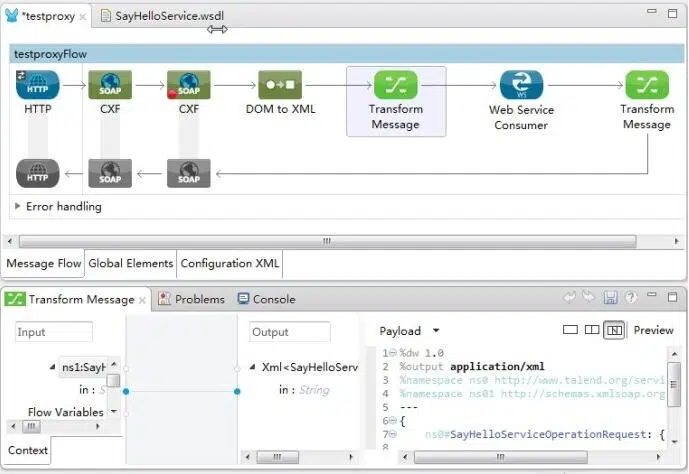 *testproxy
SayHelloService.wsdl
testproxyFlow
SOAP
SOAP
WS
HTTP
CXF
CXF
DOM to XML
Transform Message
Web Service Consumer
Transform Message
SOAP
SOAP
Error handling
Message Flow
Global Elements
Configuration XML
Transform Message
Problems
Console
Input
Output
Payload
Preview
ns1:SayH
in :
Flow Variables
Context
Xml<SayHelloServ
in : String
1 %dw 1.0
2 %output application/xml
3 %namespace ns0 http://www.talend.org/servi
4 %namespace ns01 http://schemas.xmlsoap.org
5 ---
6 {
7 ns0#SayHelloServiceOperationRequest: {
8